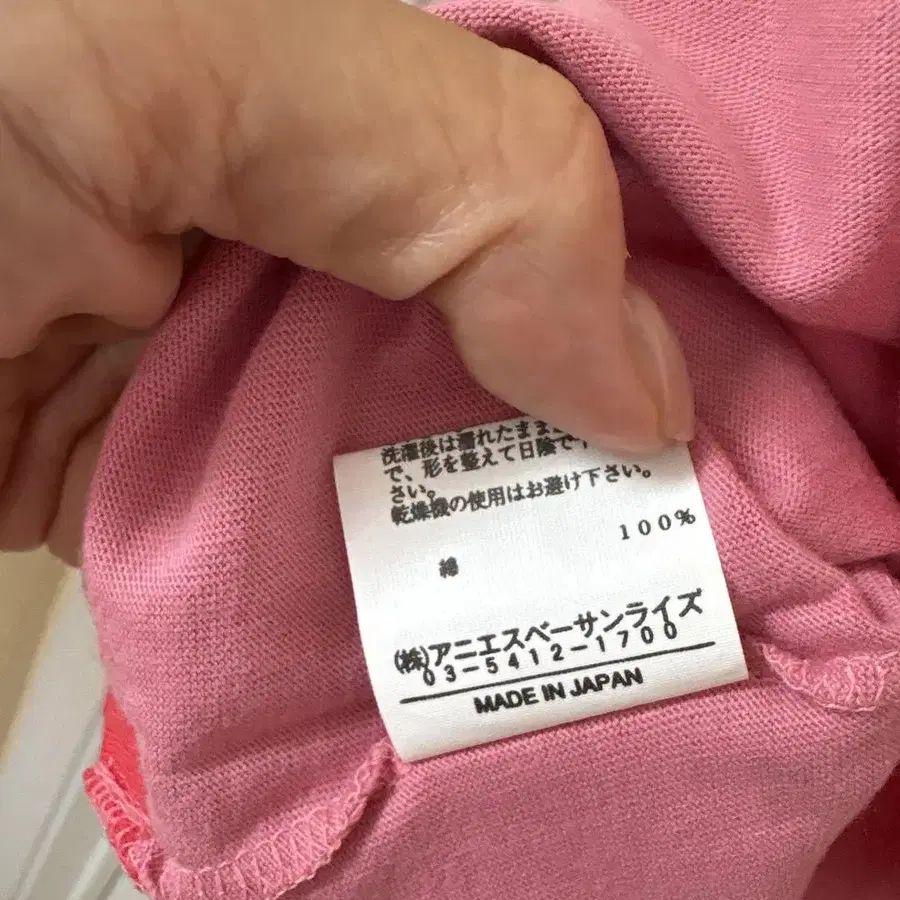 洗濯後は濡れたまま
で、形を整えて日陰で
さい。
乾燥機の使用はお避け下さい。
綿 100%
(株)アニエスベーサンライズ
03-5412-1700
MADE IN JAPAN